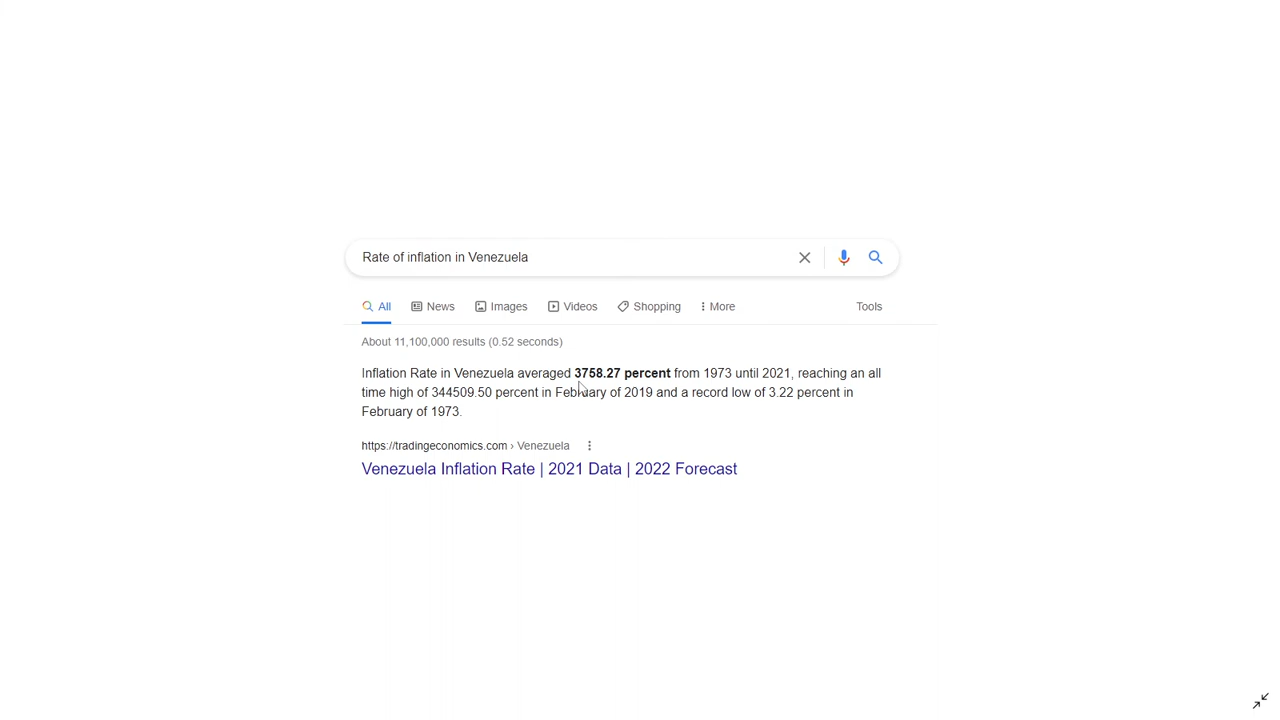 Rate of inflation in Venezuela
All News Images Videos Shopping More Tools
About 11,100,000 results (0.52 seconds)
Inflation Rate in Venezuela averaged 3758.27 percent from 1973 until 2021, reaching an all
time high of 344509.50 percent in February of 2019 and a record low of 3.22 percent in
February of 1973.
https://tradingeconomics.com › Venezuela
Venezuela Inflation Rate | 2021 Data | 2022 Forecast